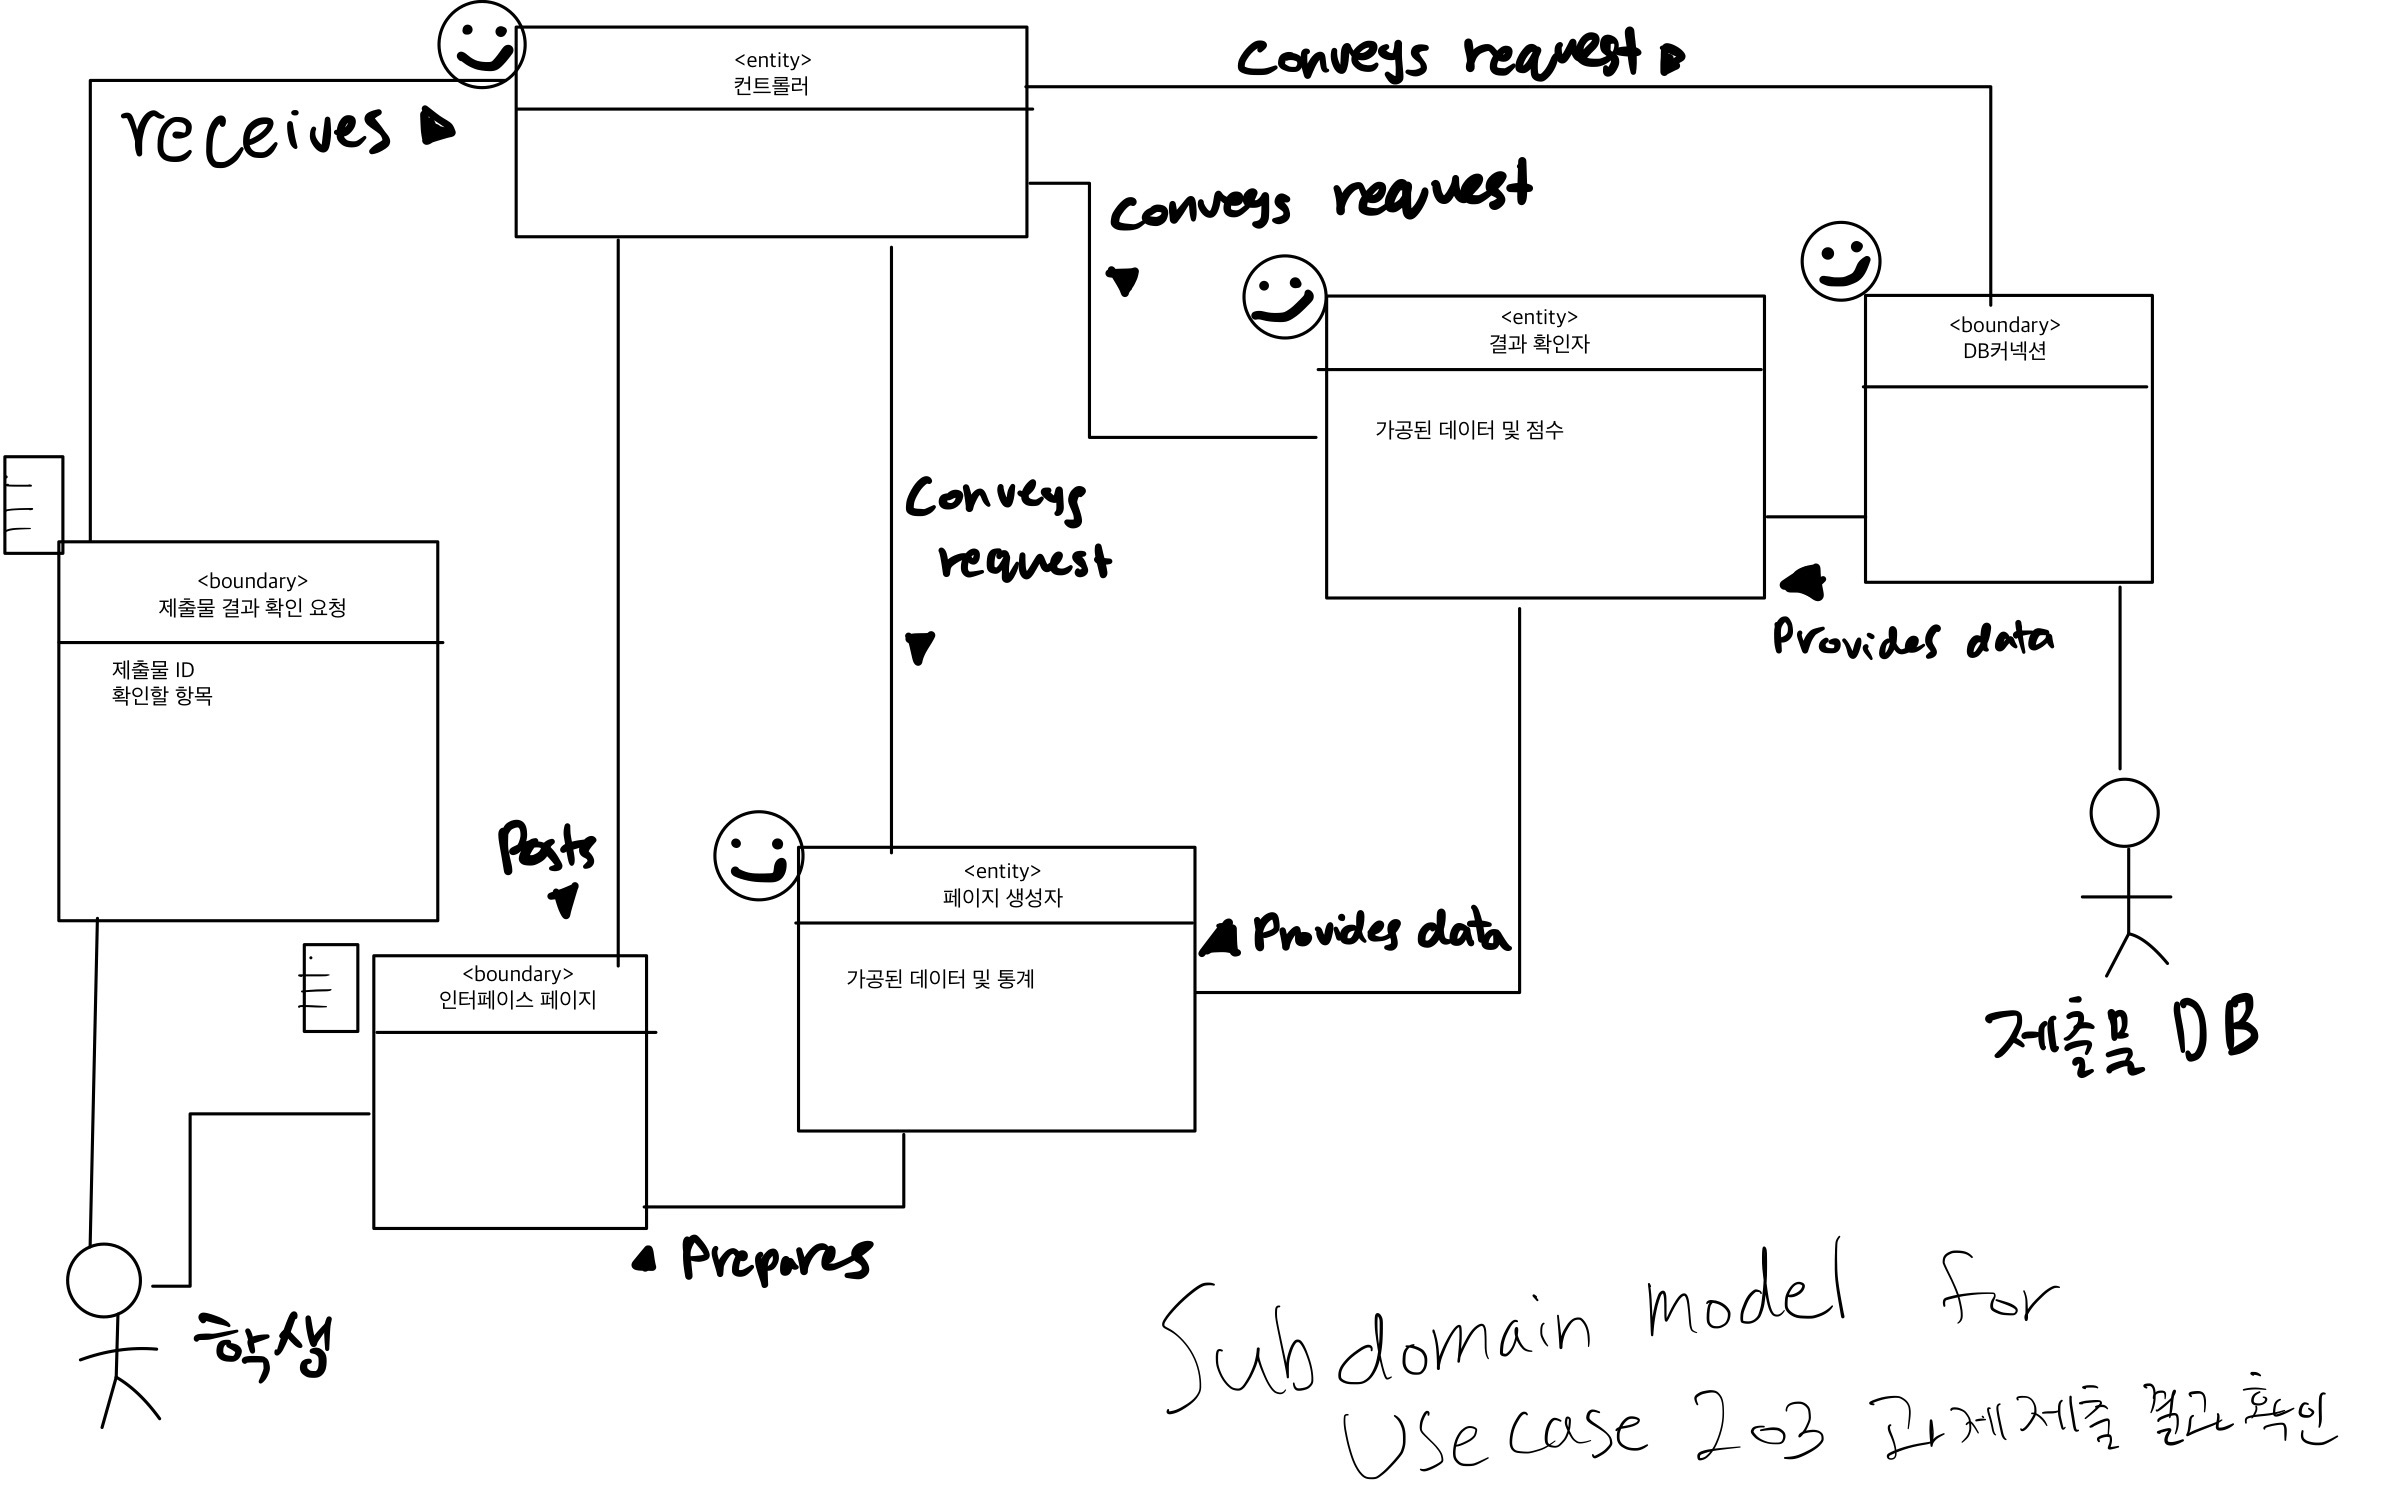 <entity>
컨트롤러
Conveys request
receives
Conveys request
<entity>
결과 확인자
가공된 데이터 및 점수
<boundary>
DB커넥션
Conveys
request
<boundary>
제출물 결과 확인 요청
제출물 ID
확인할 항목
Provides data
Posts
<entity>
페이지 생성자
가공된 데이터 및 통계
Provides data
<boundary>
인터페이스 페이지
제출물 DB
Prepares
학생
Subdomain model for
Use case 203 과제제출 결과확인